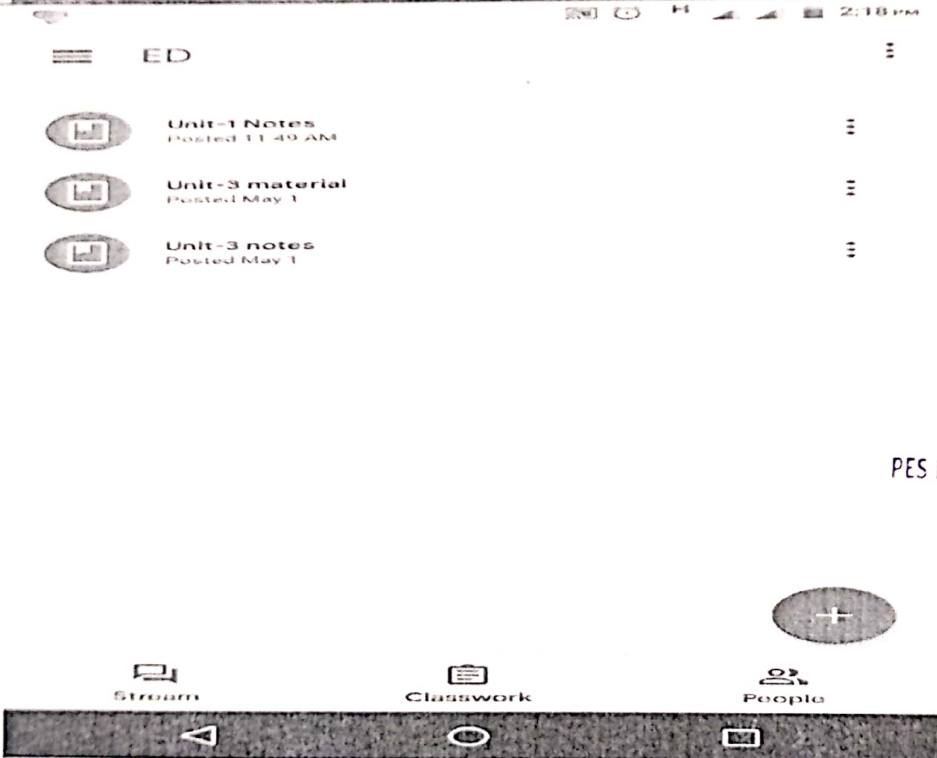 H 2:18 PM
ED
Unit-1 Notes
Posted 11:49 AM
Unit-3 material
Posted May 1
Unit-3 notes
Posted May 1
PES
Stream Classwork People